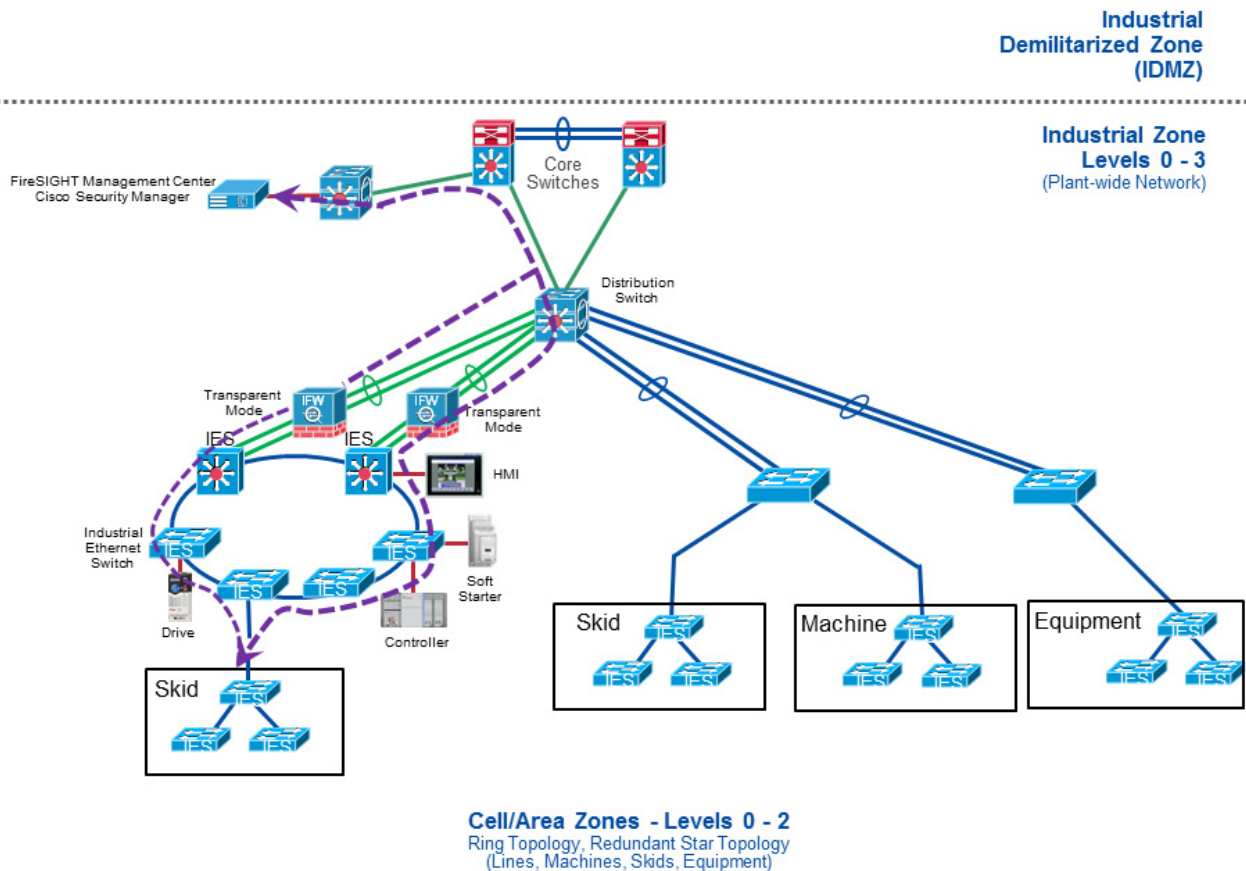 Industrial
Demilitarized Zone
(IDMZ)
Industrial Zone
Levels 0 - 3
(Plant-wide Network)
Core
Switches
FireSIGHT Management Center
Cisco Security Manager
Distribution
Switch
Transparent
Mode
IFW
IFW
Transparent
Mode
IES
IES
HMI
Industrial
Ethernet
Switch
IES
IES
IES
IES
Soft
Starter
Drive
Controller
Skid
IES
IES
IES
Skid
IES
IES
IES
Machine
IES
IES
IES
Equipment
IES
IES
IES
Cell/Area Zones - Levels 0 - 2
Ring Topology, Redundant Star Topology
(Lines, Machines, Skids, Equipment)